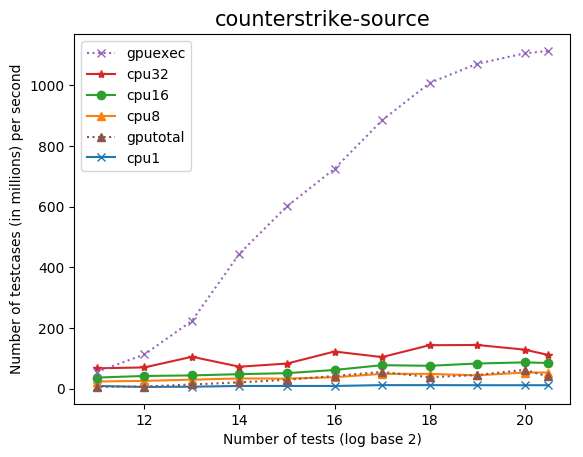 counterstrike-source
gpuexec
cpu32
cpu16
cpu8
gputotal
cpu1
Number of testcases (in millions) per second
1000
800
600
400
200
0
12
14
16
18
20
Number of tests (log base 2)